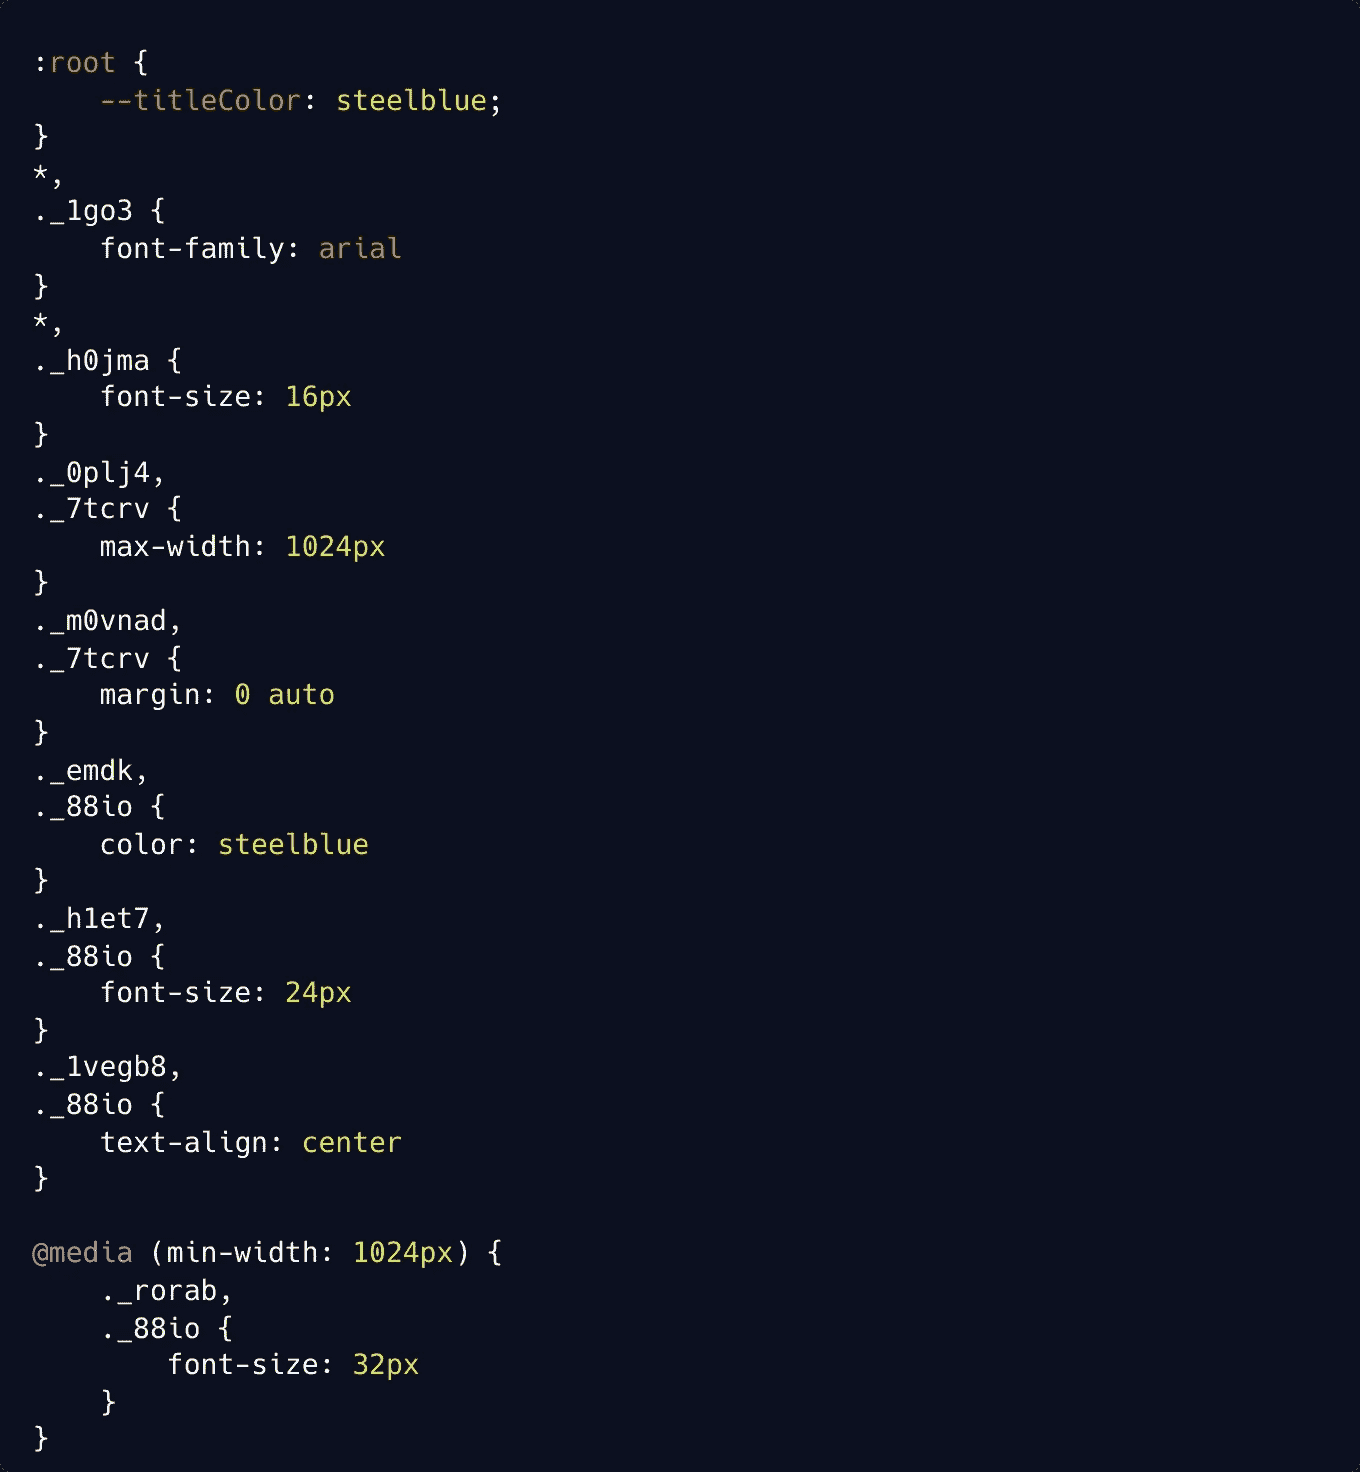 :root {
    --titleColor: steelblue;
}
*,
._1go3 {
    font-family: arial
}
*,
._h0jma {
    font-size: 16px
}
._0plj4,
._7tcrv {
    max-width: 1024px
}
._m0vnad,
._7tcrv {
    margin: 0 auto
}
._emdk,
._88io {
    color: steelblue
}
._h1et7,
._88io {
    font-size: 24px
}
._1vegb8,
._88io {
    text-align: center
}

@media (min-width: 1024px) {
    ._rorab,
    ._88io {
        font-size: 32px
    }
}